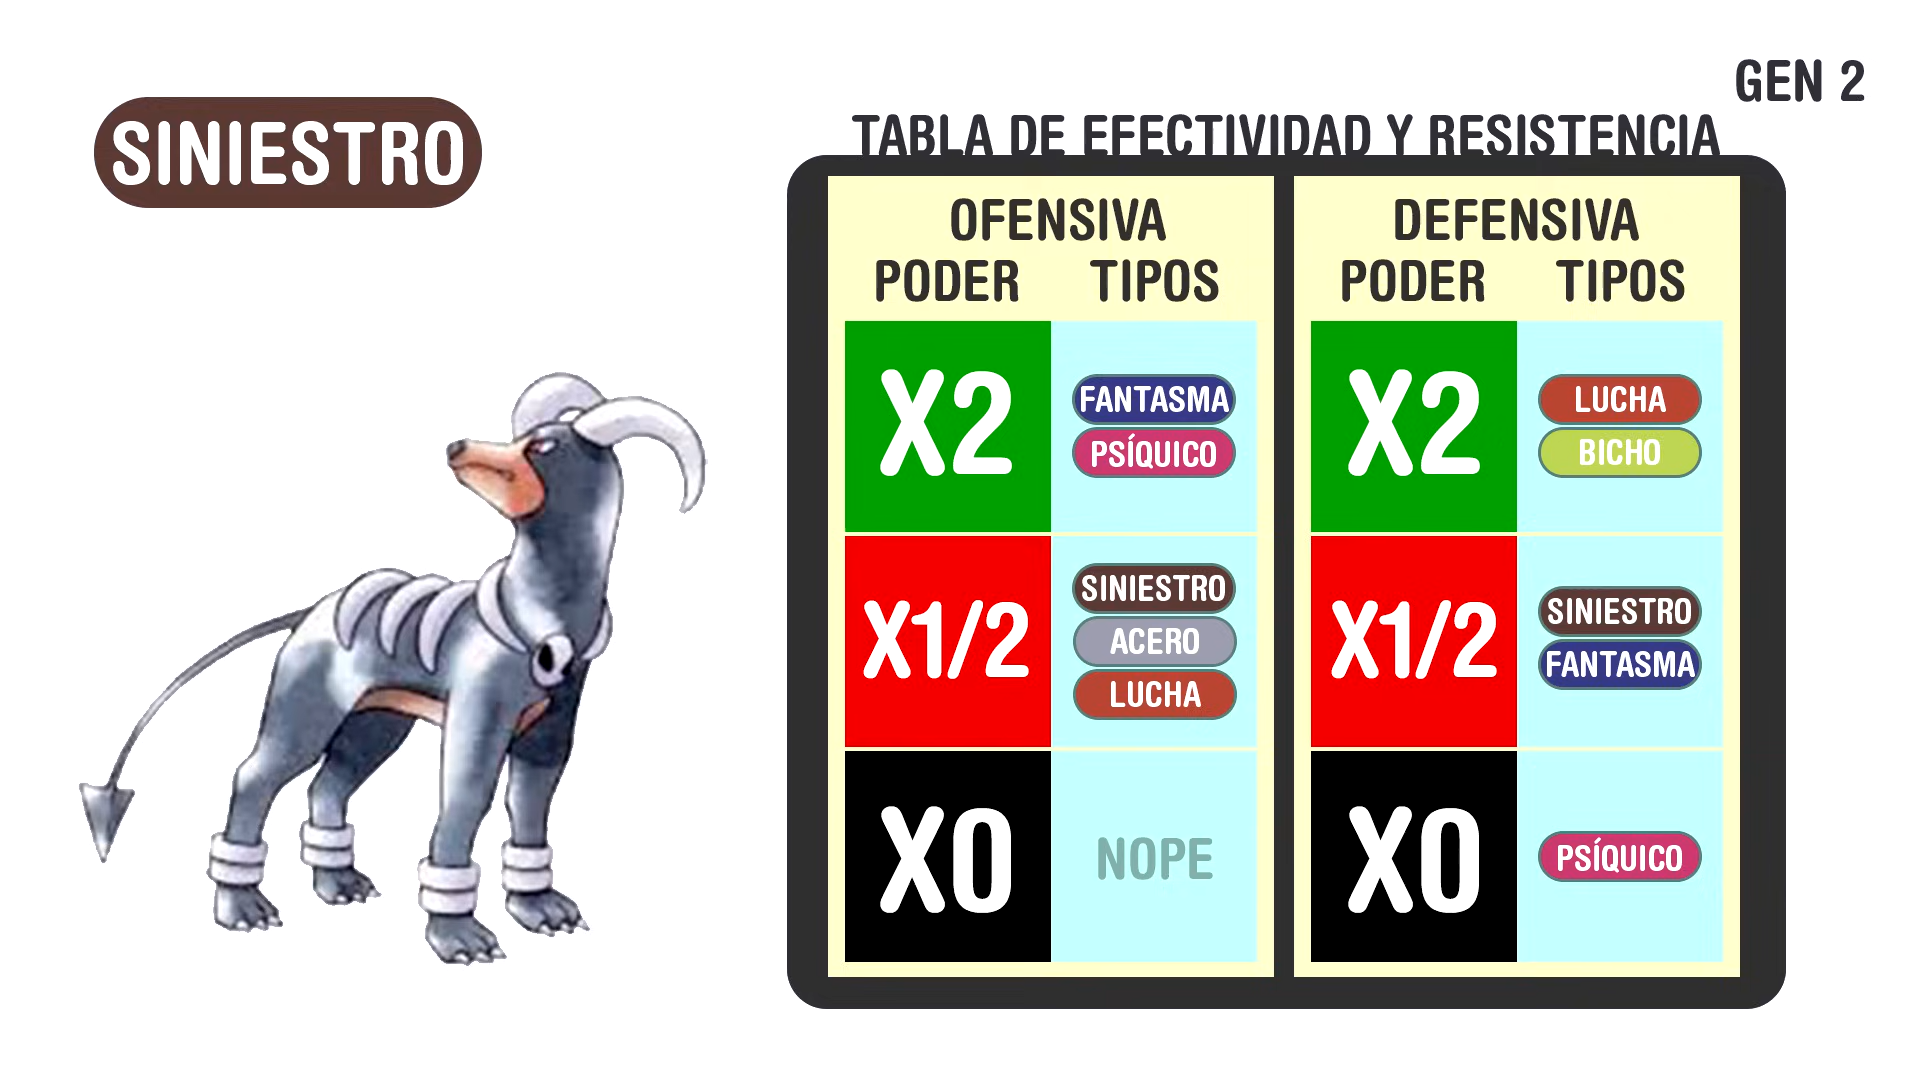 GEN 2
SINIESTRO
TABLA DE EFECTIVIDAD Y RESISTENCIA
OFENSIVA
PODER TIPOS
X2
FANTASMA
PSÍQUICO
X1/2
SINIESTRO
ACERO
LUCHA
X0
NOPE
DEFENSIVA
PODER TIPOS
X2
LUCHA
BICHO
X1/2
SINIESTRO
FANTASMA
X0
PSÍQUICO